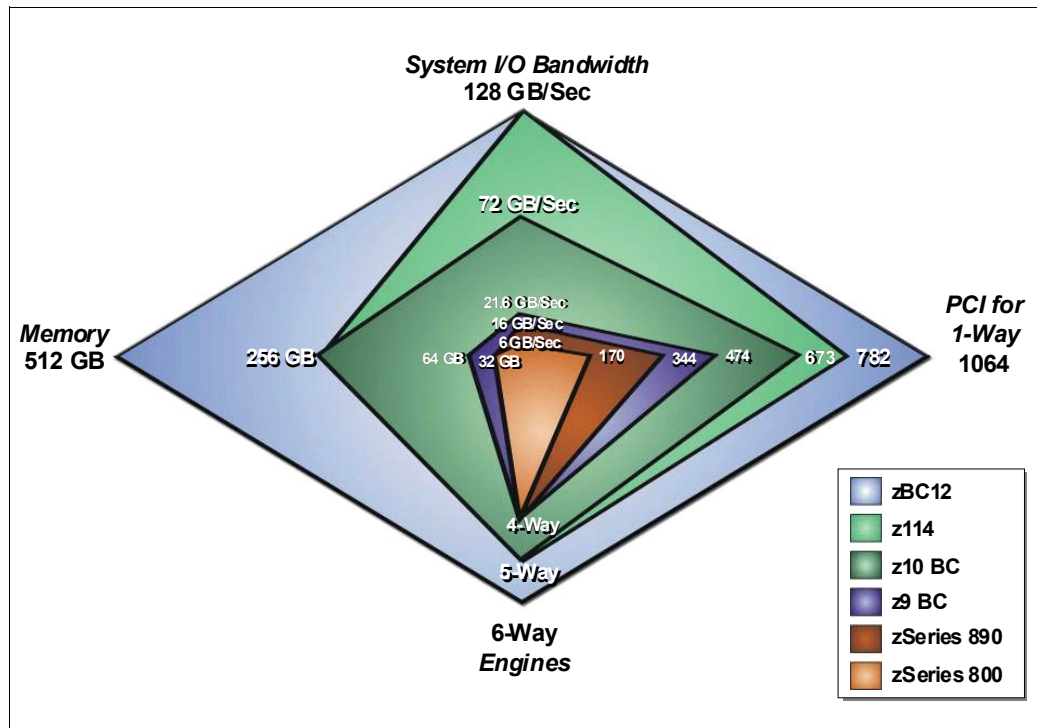 System I/O Bandwidth
128 GB/Sec
72 GB/Sec
21.6 GB/Sec
16 GB/Sec
6 GB/Sec
Memory
512 GB
256 GB
64 GB
32 GB
170
344
474
673
782
PCI for
1-Way
1064
4-Way
5-Way
6-Way
Engines
zBC12
z114
z10 BC
z9 BC
zSeries 890
zSeries 800